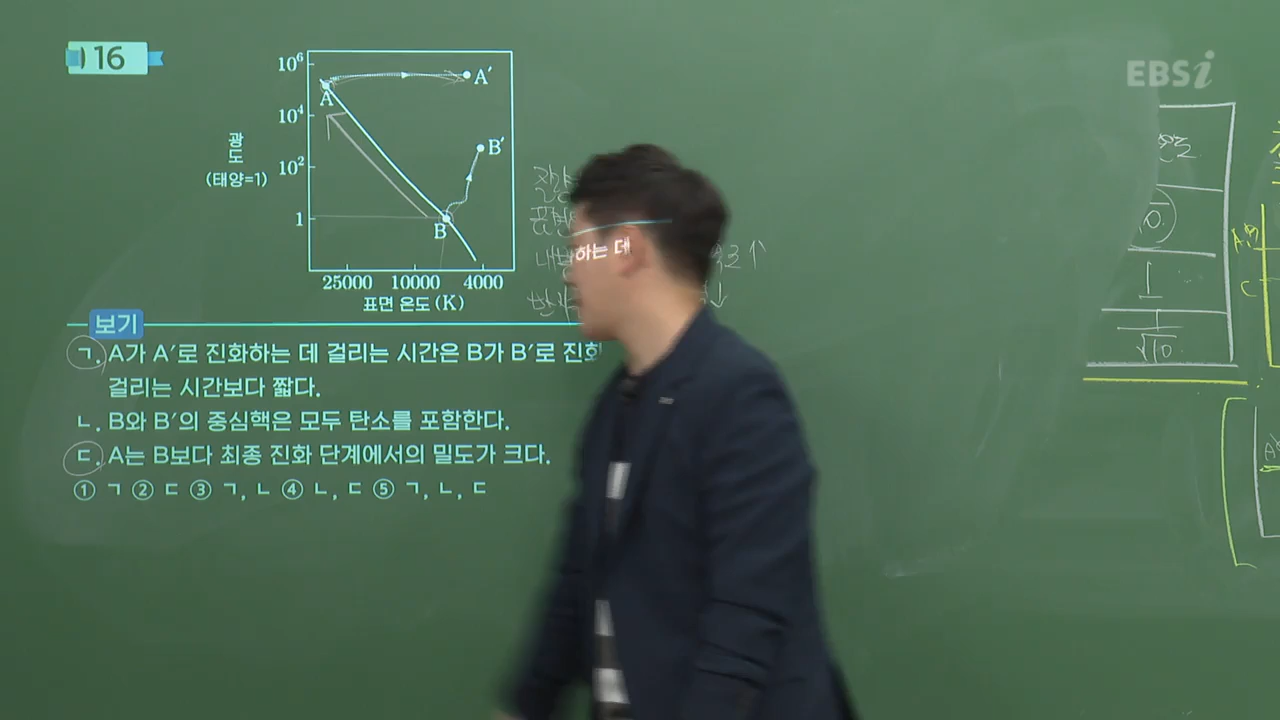 16
EBSi
10⁶
A′
A
10⁴
광도
(태양=1)
10²
B′
1
B
25000 10000 4000
표면 온도(K)
하는 데
보기
ㄱ. A가 A′로 진화하는 데 걸리는 시간은 B가 B′로 진화
걸리는 시간보다 짧다.
ㄴ. B와 B′의 중심핵은 모두 탄소를 포함한다.
ㄷ. A는 B보다 최종 진화 단계에서의 밀도가 크다.
① ㄱ ② ㄷ ③ ㄱ, ㄴ ④ ㄴ, ㄷ ⑤ ㄱ, ㄴ, ㄷ
1
1
√10